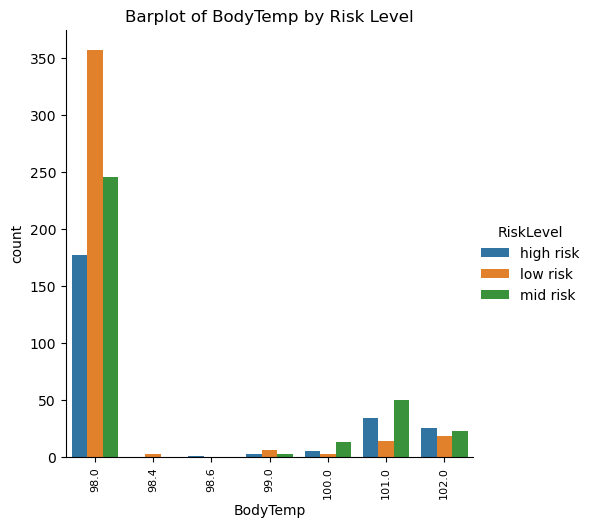 Barplot of BodyTemp by Risk Level
350
300
250
200
150
100
50
0
count
98.0
98.4
98.6
99.0
100.0
101.0
102.0
BodyTemp
RiskLevel
high risk
low risk
mid risk